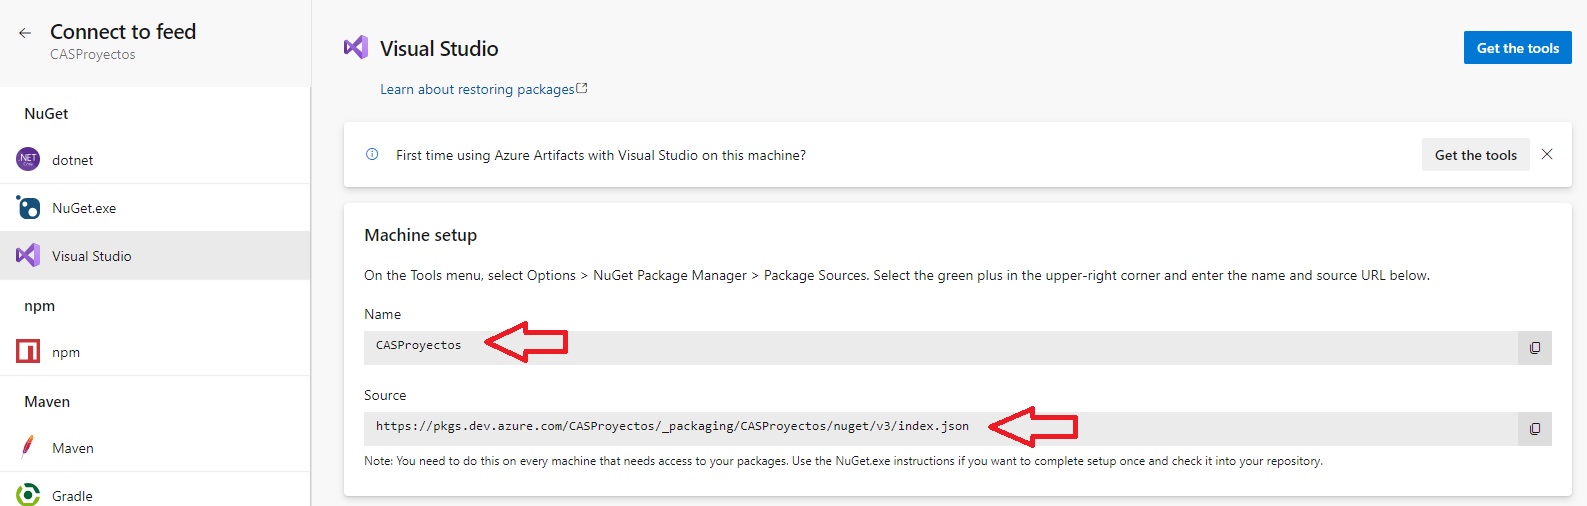 Connect to feed
CASProyectos
NuGet
.NET
Core
dotnet
NuGet.exe
Visual Studio
npm
npm
Maven
Maven
Gradle
Visual Studio
Get the tools
Learn about restoring packages
First time using Azure Artifacts with Visual Studio on this machine?
Get the tools
Machine setup
On the Tools menu, select Options > NuGet Package Manager > Package Sources. Select the green plus in the upper-right corner and enter the name and source URL below.
Name
CASProyectos
Source
https://pkgs.dev.azure.com/CASProyectos/_packaging/CASProyectos/nuget/v3/index.json
Note: You need to do this on every machine that needs access to your packages. Use the NuGet.exe instructions if you want to complete setup once and check it into your repository.